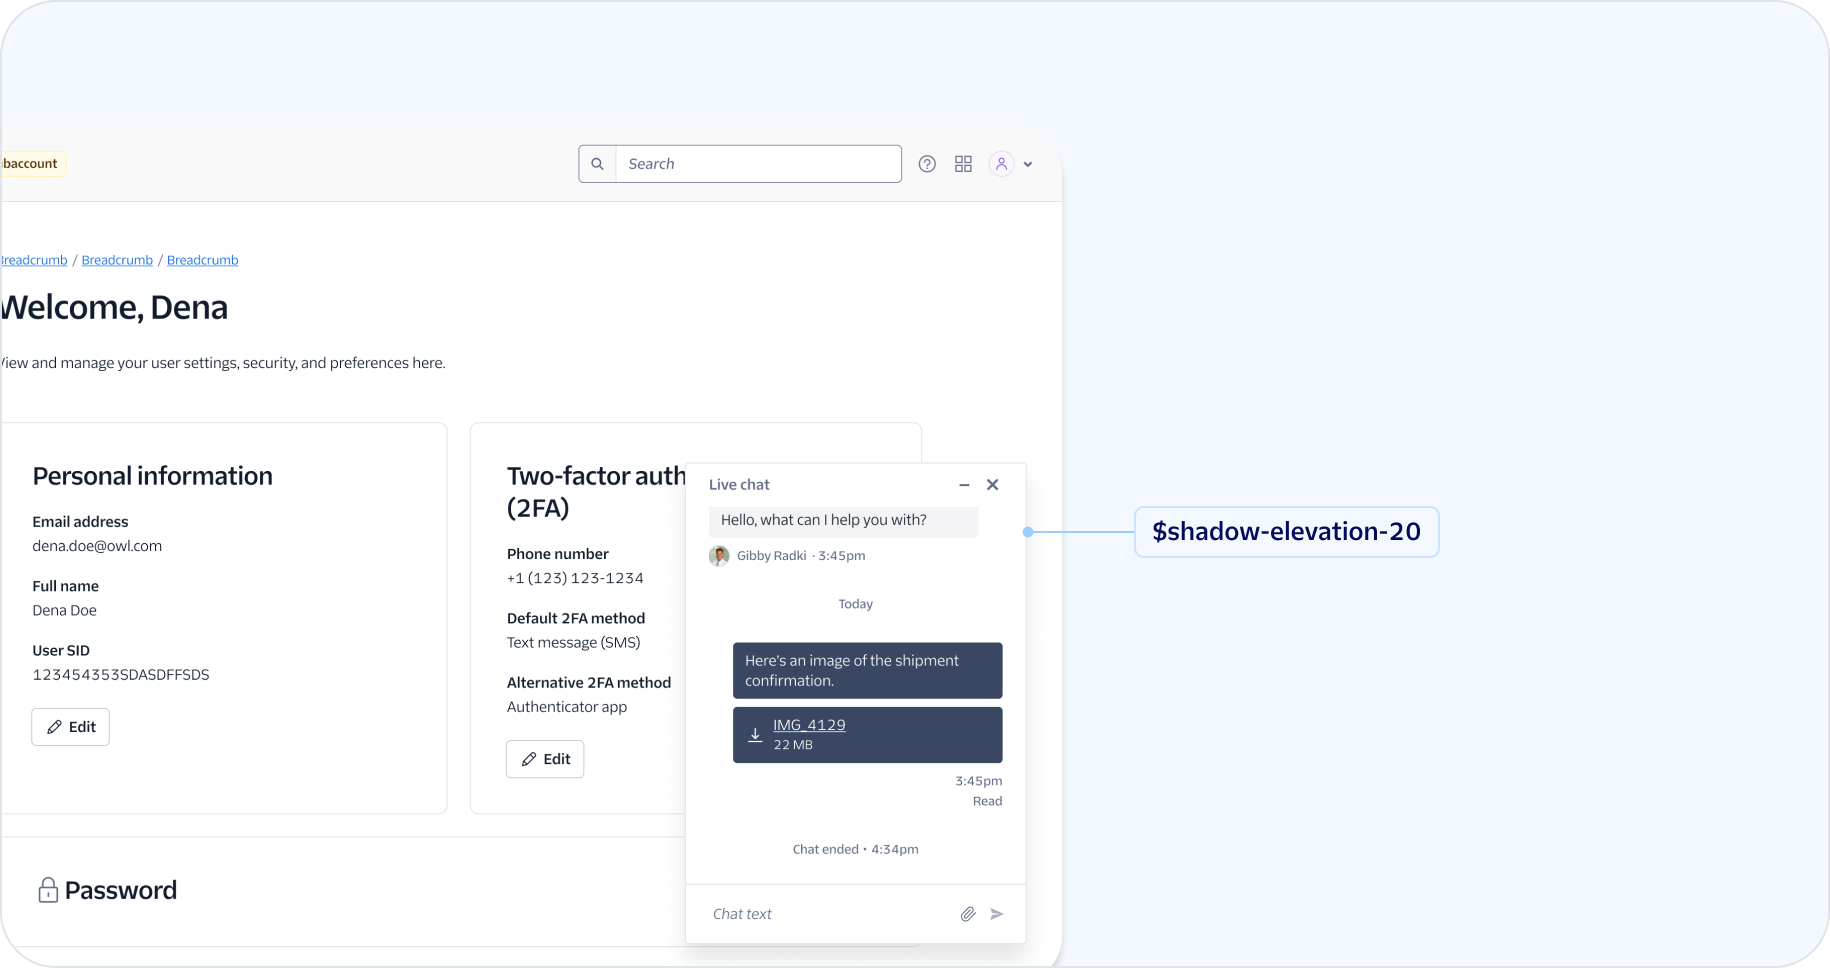 baccount
Search
Breadcrumb / Breadcrumb / Breadcrumb
Welcome, Dena
View and manage your user settings, security, and preferences here.
Personal information
Email address
dena.doe@owl.com
Full name
Dena Doe
User SID
123454353SDASDFFSDS
Edit
Two-factor auth
(2FA)
Phone number
+1 (123) 123-1234
Default 2FA method
Text message (SMS)
Alternative 2FA method
Authenticator app
Edit
Password
Live chat
Hello, what can I help you with?
Gibby Radki · 3:45pm
Today
Here's an image of the shipment
confirmation.
IMG_4129
22 MB
3:45pm
Read
Chat ended • 4:34pm
Chat text
$shadow-elevation-20